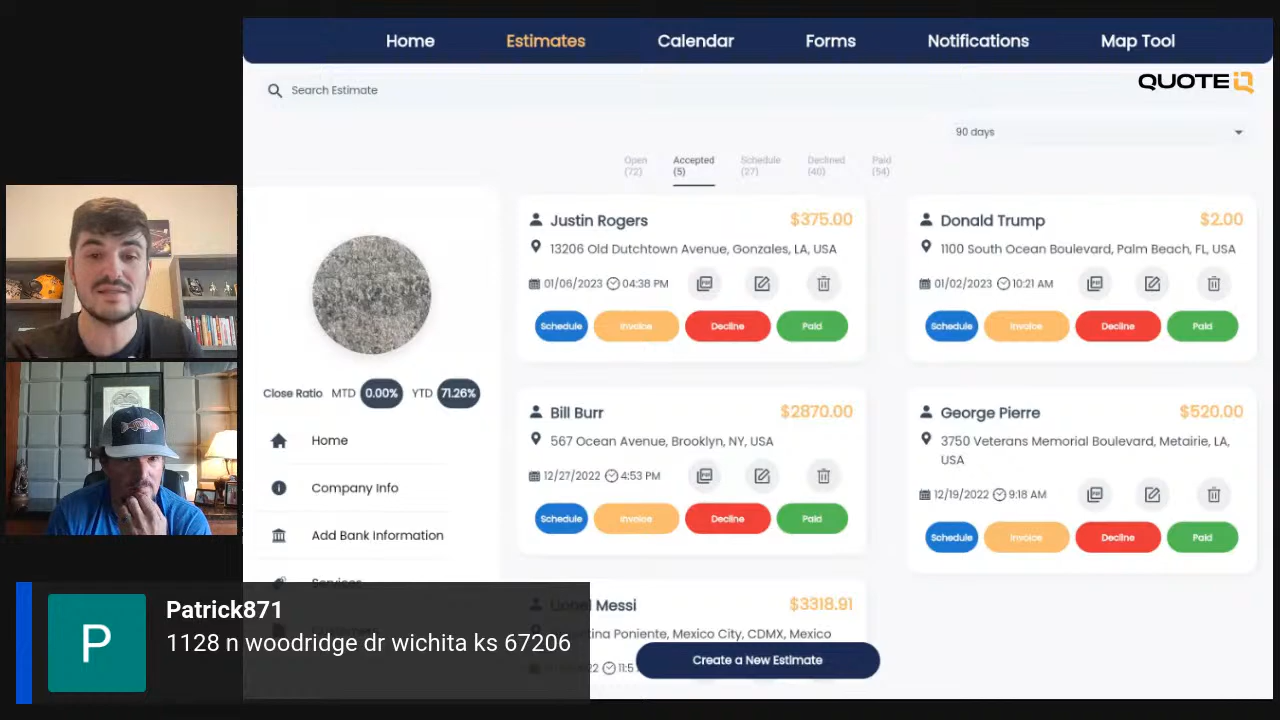 Home Estimates Calendar Forms Notifications Map Tool
Search Estimate
QUOTE iQ
90 days
Open Accepted Schedule Declined Paid
(72) (5) (27) (40) (54)
Justin Rogers $375.00
13206 Old Dutchtown Avenue, Gonzales, LA, USA
01/06/2023 04:38 PM
Schedule Invoice Decline Paid
Donald Trump $2.00
1100 South Ocean Boulevard, Palm Beach, FL, USA
01/02/2023 10:21 AM
Schedule Invoice Decline Paid
Close Ratio MTD 0.00% YTD 71.26%
Home
Company Info
Add Bank Information
Services
Bill Burr $2870.00
567 Ocean Avenue, Brooklyn, NY, USA
12/27/2022 4:53 PM
Schedule Invoice Decline Paid
George Pierre $520.00
3750 Veterans Memorial Boulevard, Metairie, LA,
USA
12/19/2022 9:18 AM
Schedule Invoice Decline Paid
Lionel Messi $3318.91
Poniente, Mexico City, CDMX, Mexico
Create a New Estimate
P
Patrick871
1128 n woodridge dr wichita ks 67206